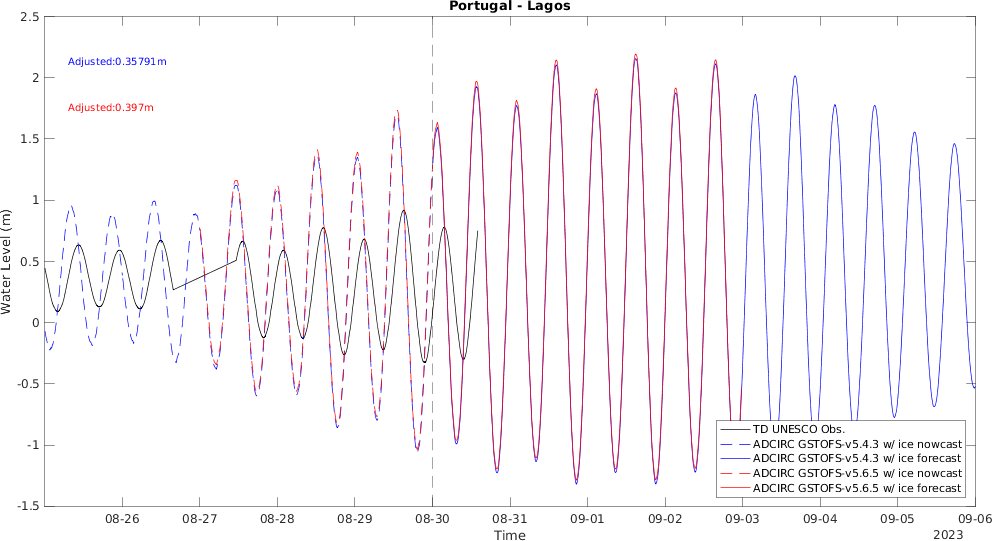 Portugal - Lagos
Adjusted:0.35791m
Adjusted:0.397m
Water Level (m)
2.5
2
1.5
1
0.5
0
-0.5
-1
-1.5
TD UNESCO Obs.
ADCIRC GSTOFS-v5.4.3 w/ ice nowcast
ADCIRC GSTOFS-v5.4.3 w/ ice forecast
ADCIRC GSTOFS-v5.6.5 w/ ice nowcast
ADCIRC GSTOFS-v5.6.5 w/ ice forecast
08-26 08-27 08-28 08-29 08-30 08-31 09-01 09-02 09-03 09-04 09-05 09-06
Time
2023